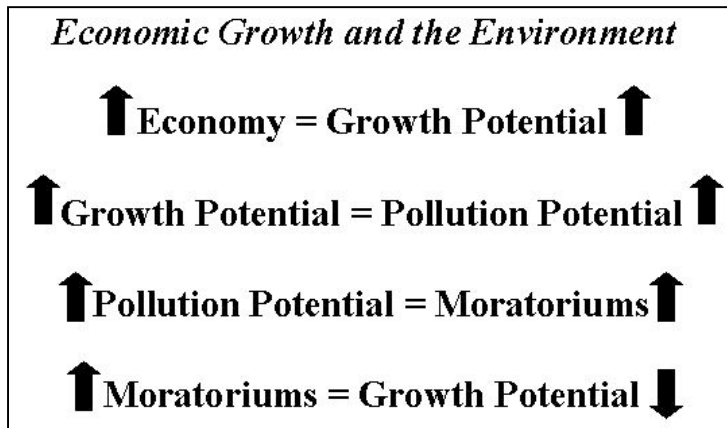 Economic Growth and the Environment
Economy = Growth Potential
Growth Potential = Pollution Potential
Pollution Potential = Moratoriums
Moratoriums = Growth Potential